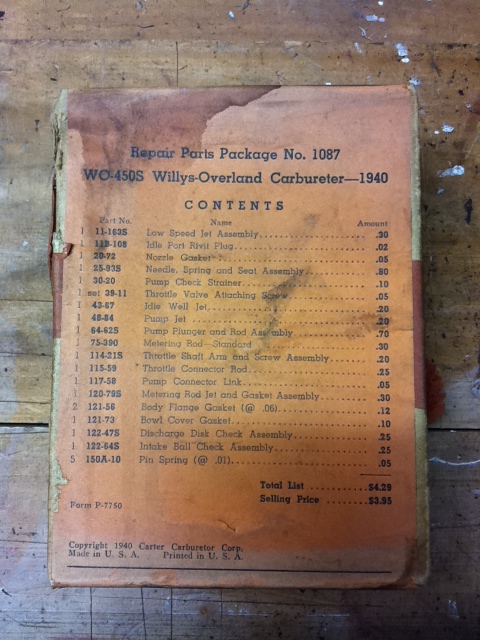 Repair Parts Package No. 1087
WO-450S Willys-Overland Carbureter—1940
CONTENTS
Part No. Name Amount
1 11-163S Low Speed Jet Assembly .30
1 11B-108 Idle Port Rivit Plug .02
1 20-72 Nozzle Gasket .05
1 25-93S Needle, Spring and Seat Assembly .80
1 30-20 Pump Check Strainer .10
1 set 39-11 Throttle Valve Attaching Screw .05
1 43-67 Idle Well Jet .20
1 48-84 Pump Jet .20
1 64-62S Pump Plunger and Rod Assembly .70
1 75-390 Metering Rod—Standard .30
1 114-21S Throttle Shaft Arm and Screw Assembly .20
1 115-59 Throttle Connector Rod .25
1 117-58 Pump Connector Link .05
1 120-79S Metering Rod Jet and Gasket Assembly .30
2 121-56 Body Flange Gasket (@ .06) .12
1 121-73 Bowl Cover Gasket .10
1 122-47S Discharge Disk Check Assembly .25
1 122-64S Intake Ball Check Assembly .25
5 150A-10 Pin Spring (@ .01) .05
Total List $4.29
Selling Price $3.95
Form P-7750
Copyright 1940 Carter Carburetor Corp.
Made in U. S. A. Printed in U. S. A.